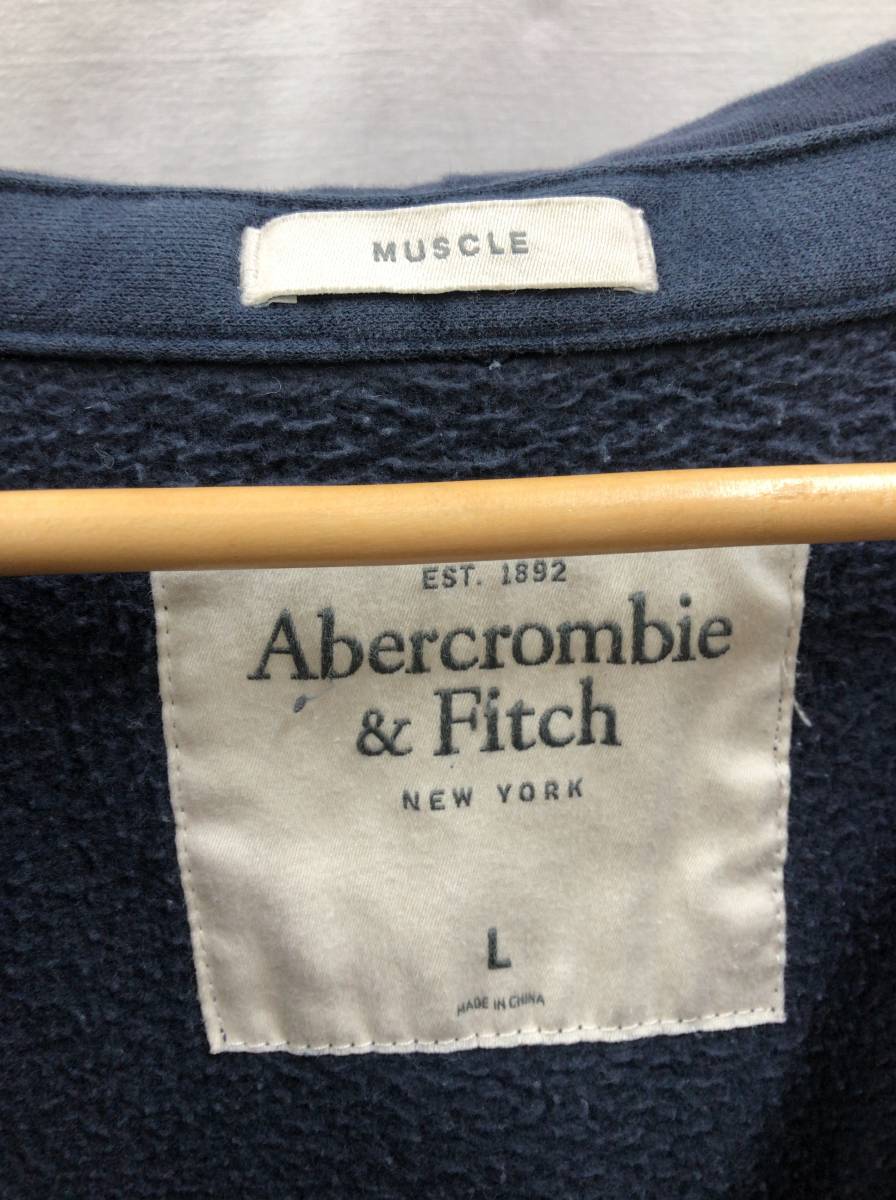 MUSCLE
EST. 1892
Abercrombie
& Fitch
NEW YORK
L
MADE IN CHINA